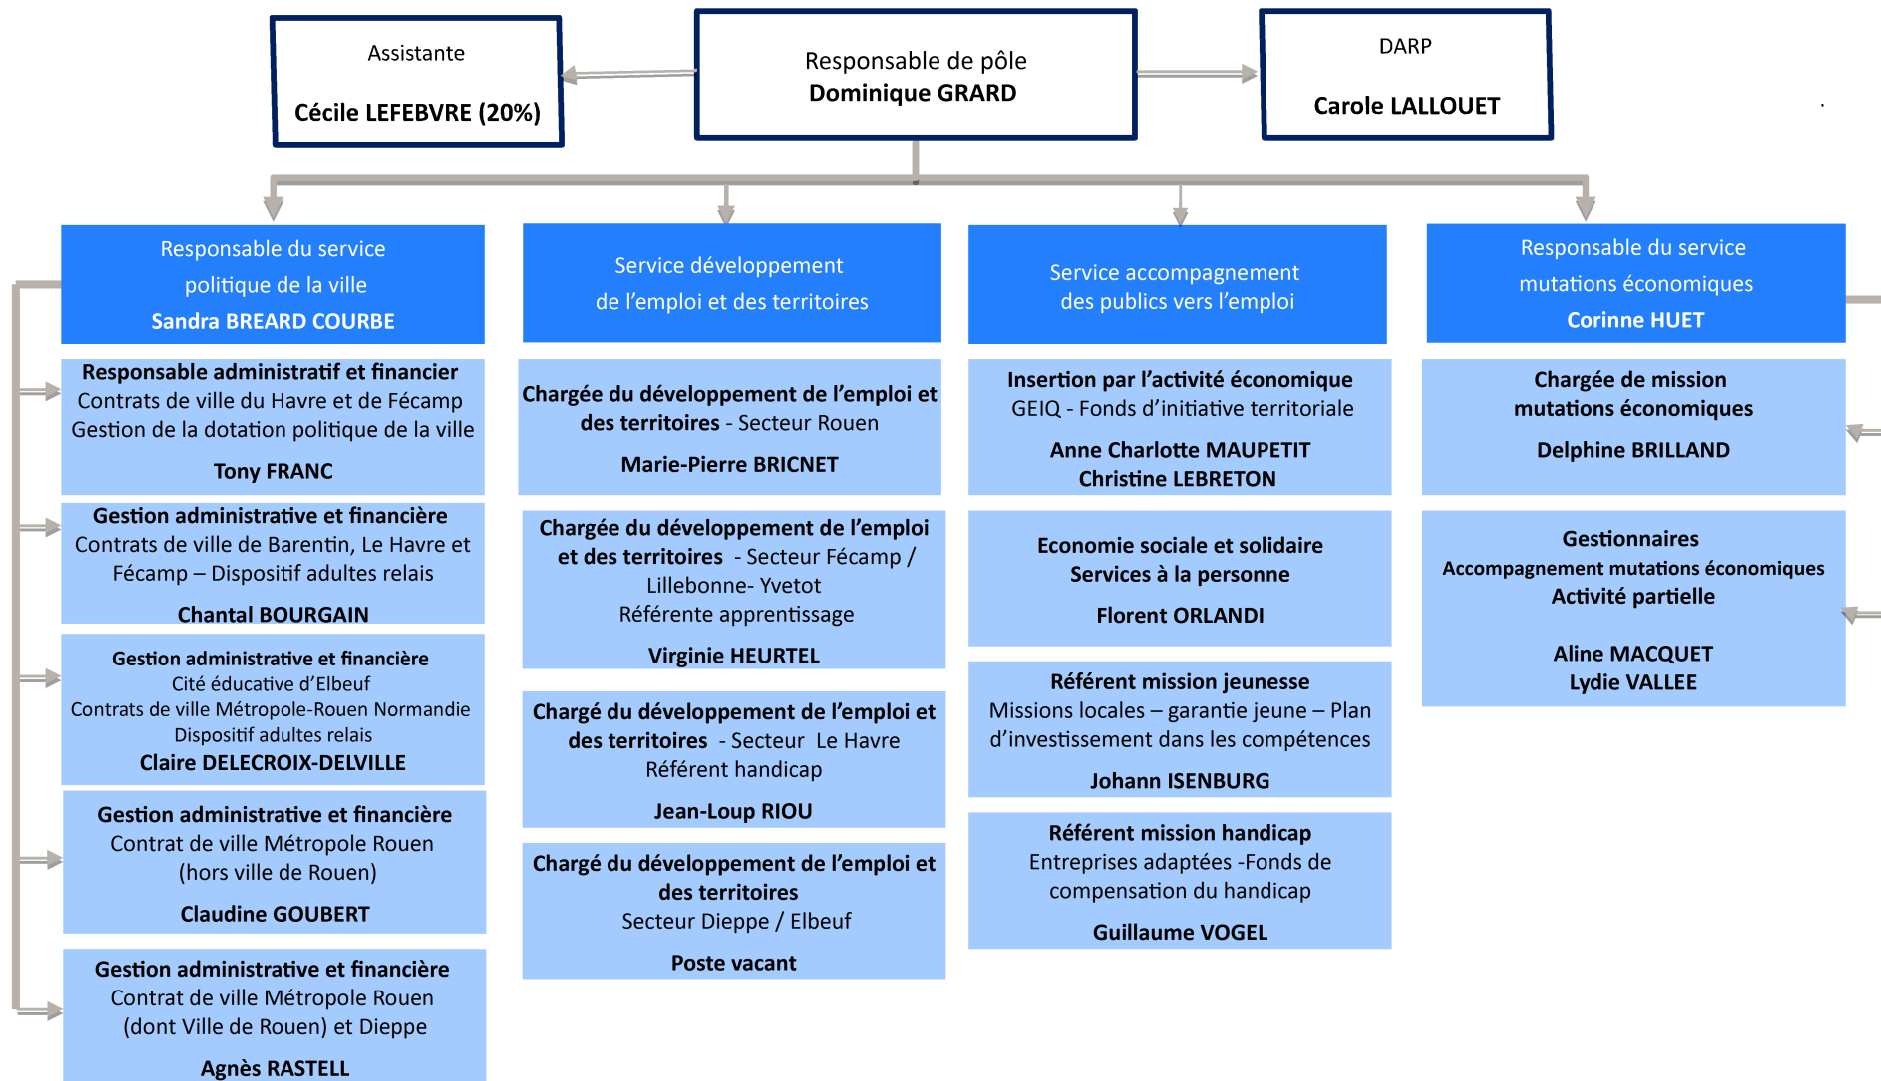 Assistante
Cécile LEFEBVRE (20%)
Responsable de pôle
Dominique GRARD
DARP
Carole LALLOUET
Responsable du service
politique de la ville
Sandra BREARD COURBE
Responsable administratif et financier
Contrats de ville du Havre et de Fécamp
Gestion de la dotation politique de la ville
Tony FRANC
Gestion administrative et financière
Contrats de ville de Barentin, Le Havre et
Fécamp – Dispositif adultes relais
Chantal BOURGAIN
Gestion administrative et financière
Cité éducative d’Elbeuf
Contrats de ville Métropole-Rouen Normandie
Dispositif adultes relais
Claire DELECROIX-DELVILLE
Gestion administrative et financière
Contrat de ville Métropole Rouen
(hors ville de Rouen)
Claudine GOUBERT
Gestion administrative et financière
Contrat de ville Métropole Rouen
(dont Ville de Rouen) et Dieppe
Agnès RASTELL
Service développement
de l’emploi et des territoires
Chargée du développement de l’emploi et
des territoires - Secteur Rouen
Marie-Pierre BRICNET
Chargée du développement de l’emploi
et des territoires - Secteur Fécamp /
Lillebonne- Yvetot
Référente apprentissage
Virginie HEURTEL
Chargé du développement de l’emploi et
des territoires - Secteur Le Havre
Référent handicap
Jean-Loup RIOU
Chargé du développement de l’emploi et
des territoires
Secteur Dieppe / Elbeuf
Poste vacant
Service accompagnement
des publics vers l’emploi
Insertion par l’activité économique
GEIQ - Fonds d’initiative territoriale
Anne Charlotte MAUPETIT
Christine LEBRETON
Economie sociale et solidaire
Services à la personne
Florent ORLANDI
Référent mission jeunesse
Missions locales – garantie jeune – Plan
d’investissement dans les compétences
Johann ISENBURG
Référent mission handicap
Entreprises adaptées -Fonds de
compensation du handicap
Guillaume VOGEL
Responsable du service
mutations économiques
Corinne HUET
Chargée de mission
mutations économiques
Delphine BRILLAND
Gestionnaires
Accompagnement mutations économiques
Activité partielle
Aline MACQUET
Lydie VALLEE